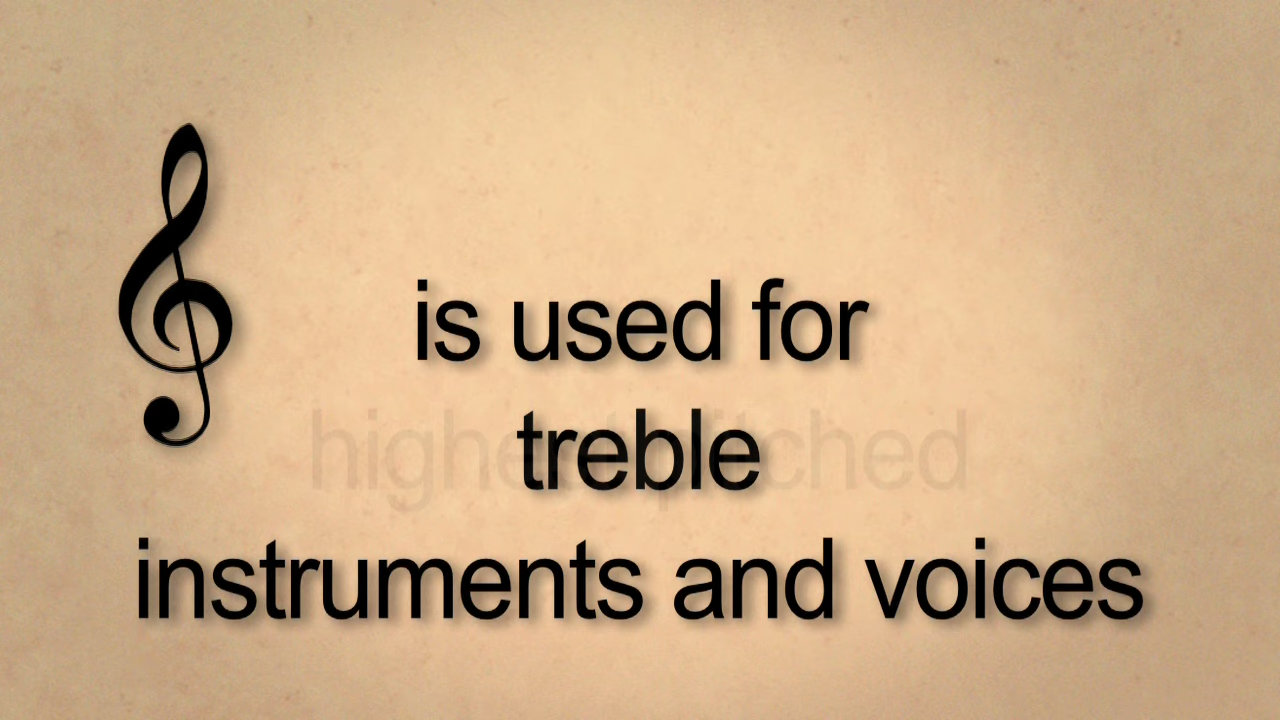 is used for
treble
instruments and voices